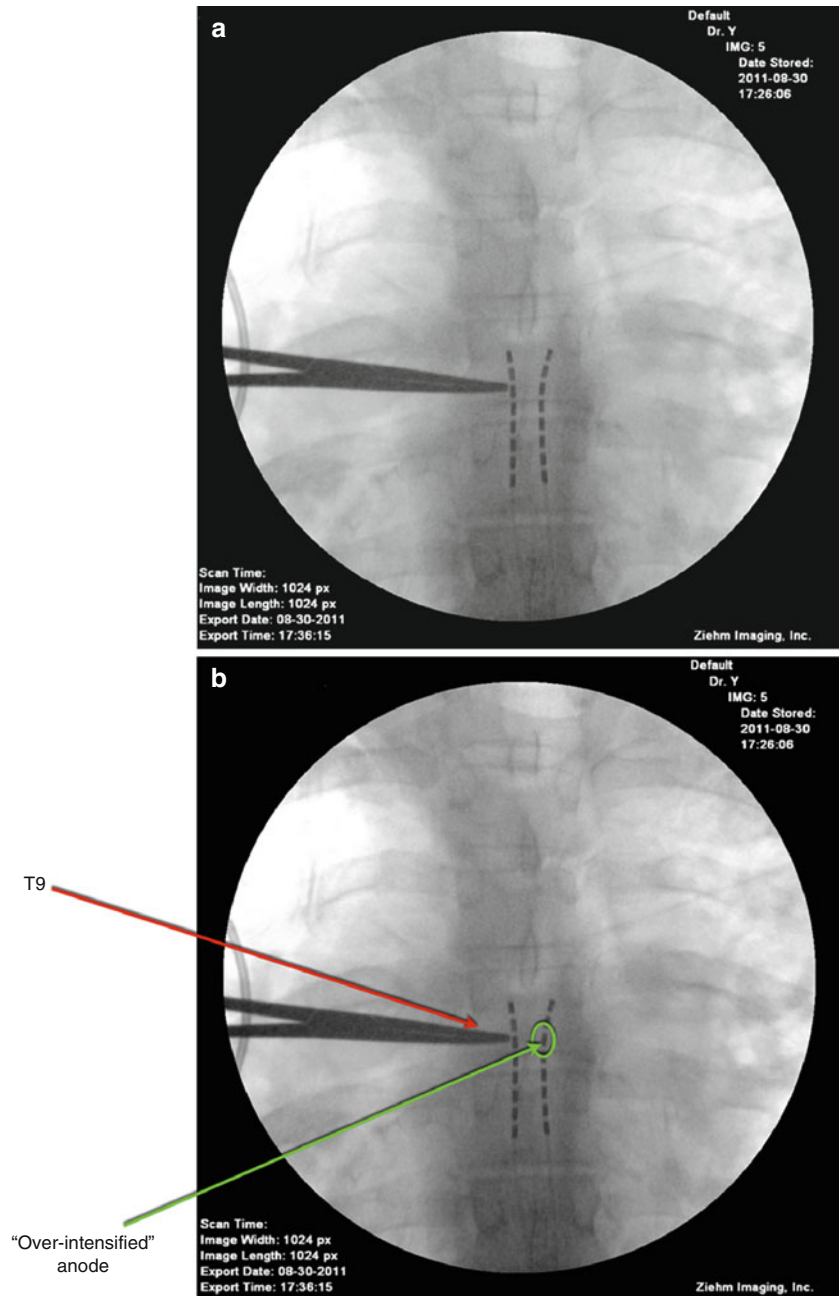 a
Default
Dr. Y
IMG: 5
Date Stored:
2011-08-30
17:26:06
Scan Time:
Image Width: 1024 px
Image Length: 1024 px
Export Date: 08-30-2011
Export Time: 17:36:15
Ziehm Imaging, Inc.
b
Default
Dr. Y
IMG: 5
Date Stored:
2011-08-30
17:26:06
T9
"Over-intensified"
anode
Scan Time:
Image Width: 1024 px
Image Length: 1024 px
Export Date: 08-30-2011
Export Time: 17:36:15
Ziehm Imaging, Inc.